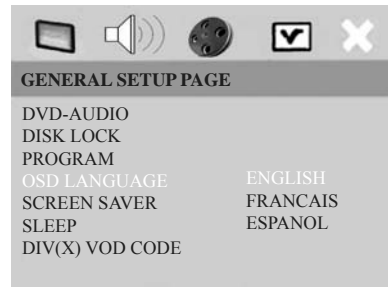 GENERAL SETUP PAGE
DVD-AUDIO
DISK LOCK
PROGRAM
OSD LANGUAGE ENGLISH
SCREEN SAVER FRANCAIS
SLEEP ESPANOL
DIV(X) VOD CODE